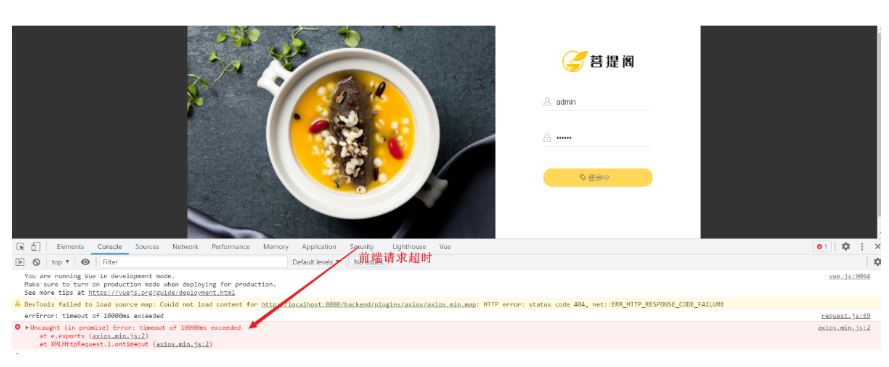 菩提阁
admin
••••••
登录中...
Elements Console Sources Network Performance Memory Application Security Lighthouse Vue
1
top ▼ Filter Default levels ▼ No Issues
前端请求超时
You are running Vue in development mode. vue.js:9064
Make sure to turn on production mode when deploying for production.
See more tips at https://vuejs.org/guide/deployment.html
DevTools failed to load source map: Could not load content for http://localhost:8080/backend/plugins/axios/axios.min.map: HTTP error: status code 404, net::ERR_HTTP_RESPONSE_CODE_FAILURE
errError: timeout of 10000ms exceeded request.js:69
Uncaught (in promise) Error: timeout of 10000ms exceeded axios.min.js:2
at e.exports (axios.min.js:2)
at XMLHttpRequest.l.ontimeout (axios.min.js:2)